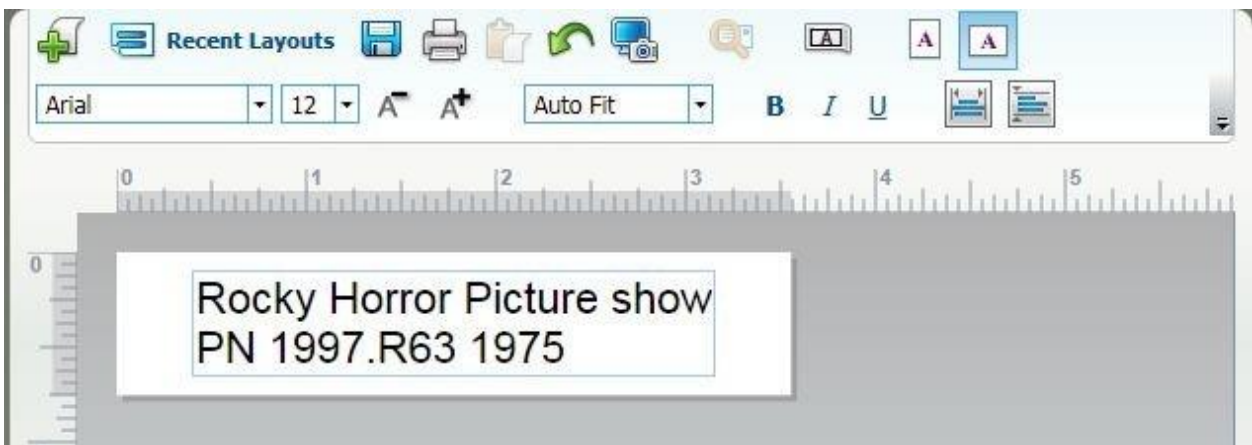 Recent Layouts
A
A
A
Arial
12
A
A
Auto Fit
B I U
0 1 2 3 4 5
0
Rocky Horror Picture show
PN 1997.R63 1975